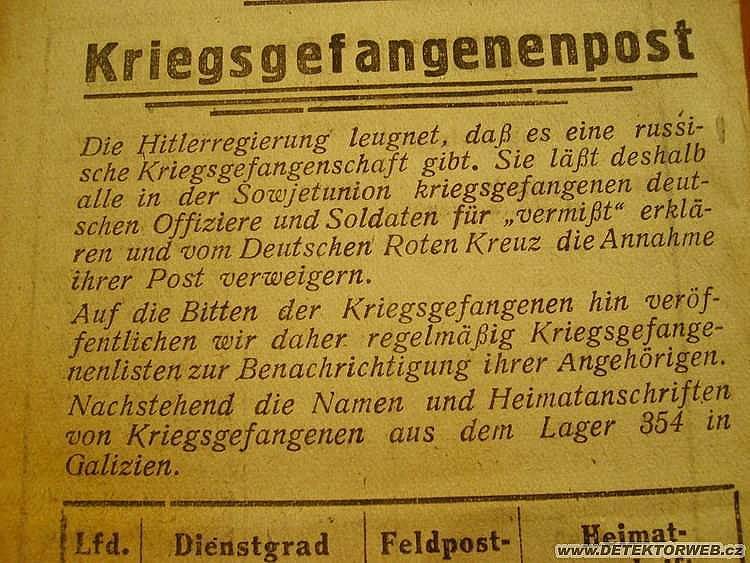 Kriegsgefangenenpost
Die Hitlerregierung leugnet, daß es eine russi-
sche Kriegsgefangenschaft gibt. Sie läßt deshalb
alle in der Sowjetunion kriegsgefangenen deut-
schen Offiziere und Soldaten für „vermißt“ erklä-
ren und vom Deutschen Roten Kreuz die Annahme
ihrer Post verweigern.
Auf die Bitten der Kriegsgefangenen hin veröf-
fentlichen wir daher regelmäßig Kriegsgefange-
nenlisten zur Benachrichtigung ihrer Angehörigen.
Nachstehend die Namen und Heimatanschriften
von Kriegsgefangenen aus dem Lager 354 in
Galizien.
Lfd. Dienstgrad Feldpost- Heimat-
www.DETEKTORWEB.cz